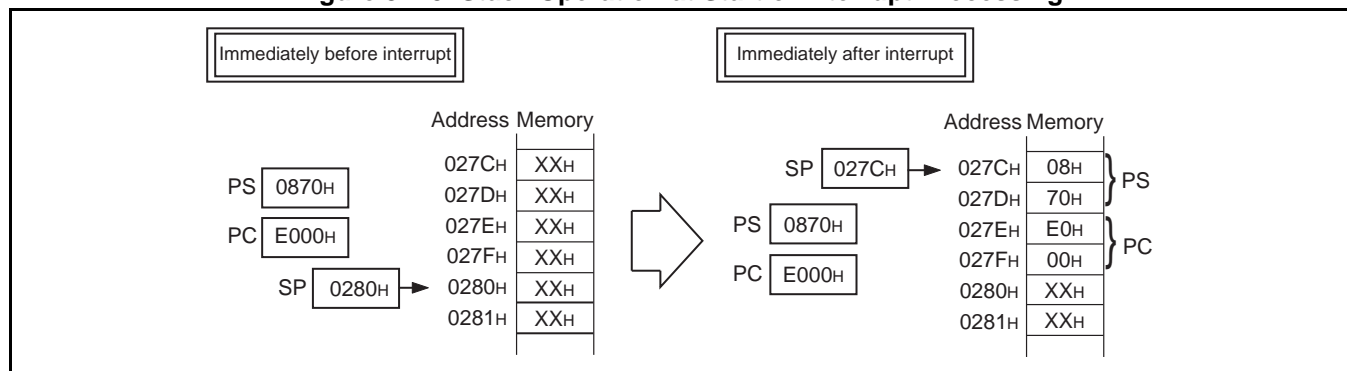 Immediately before interrupt
Immediately after interrupt
Address Memory
027CH XXH
027DH XXH
027EH XXH
027FH XXH
0280H XXH
0281H XXH
PS 0870H
PC E000H
SP 0280H
Address Memory
027CH 08H
027DH 70H
027EH E0H
027FH 00H
0280H XXH
0281H XXH
SP 027CH
PS 0870H
PC E000H
PS
PC